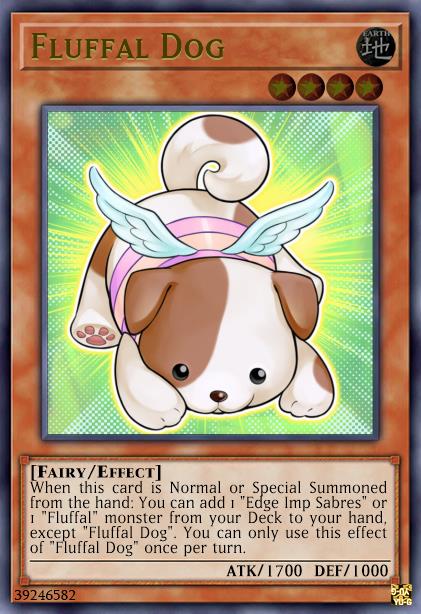 Fluffal Dog
EARTH
地
[Fairy/Effect]
When this card is Normal or Special Summoned
from the hand: You can add 1 "Edge Imp Sabres" or
1 "Fluffal" monster from your Deck to your hand,
except "Fluffal Dog". You can only use this effect
of "Fluffal Dog" once per turn.
ATK/1700 DEF/1000
39246582